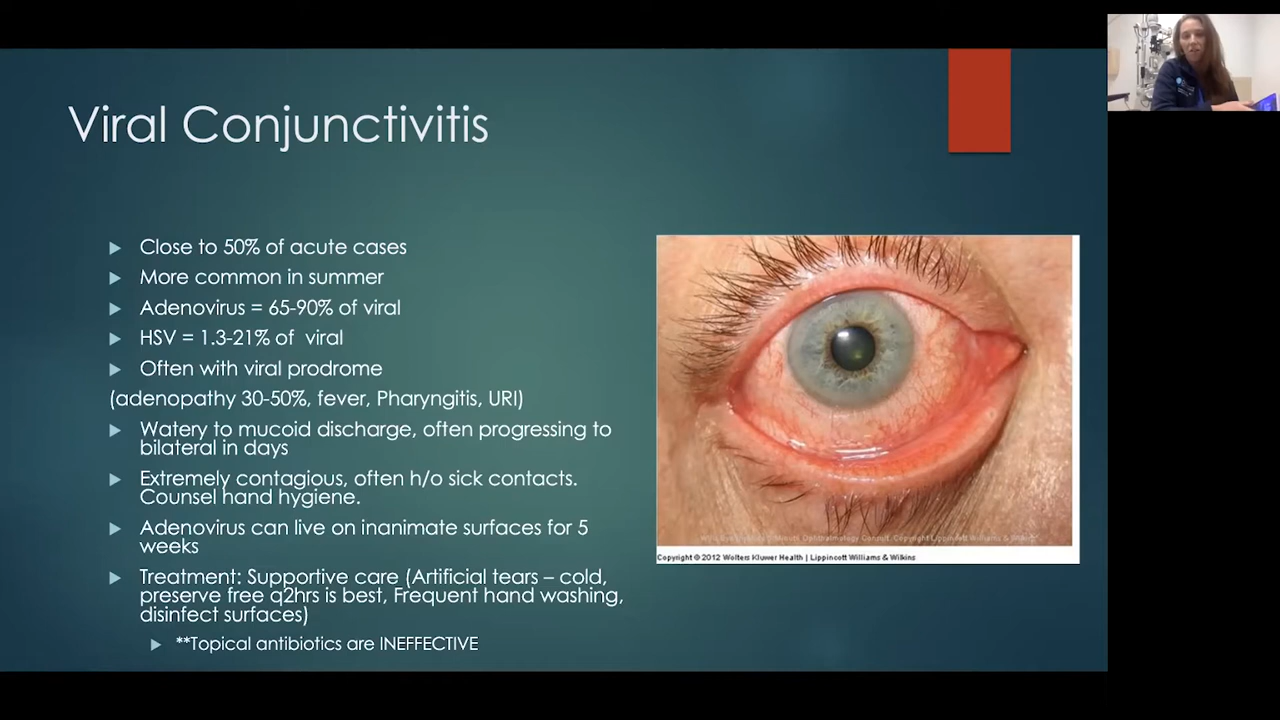 Viral Conjunctivitis
Close to 50% of acute cases
More common in summer
Adenovirus = 65-90% of viral
HSV = 1.3-21% of viral
Often with viral prodrome
(adenopathy 30-50%, fever, Pharyngitis, URI)
Watery to mucoid discharge, often progressing to
bilateral in days
Extremely contagious, often h/o sick contacts.
Counsel hand hygiene.
Adenovirus can live on inanimate surfaces for 5
weeks
Treatment: Supportive care (Artificial tears – cold,
preserve free q2hrs is best, Frequent hand washing,
disinfect surfaces)
**Topical antibiotics are INEFFECTIVE
Copyright © 2012 Wolters Kluwer Health | Lippincott Williams & Wilkins